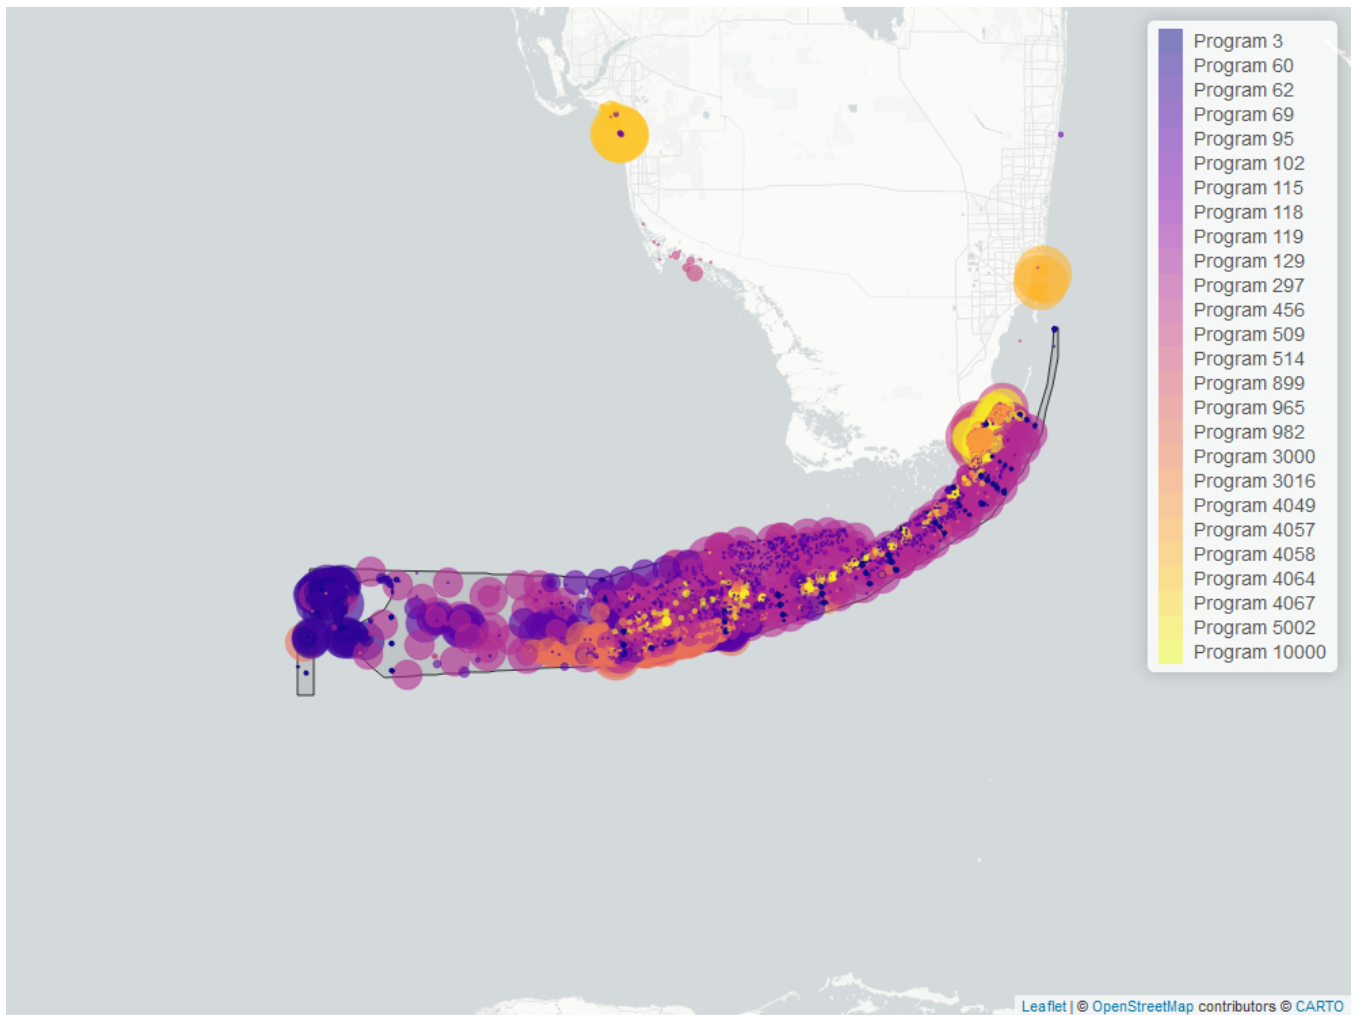 Program 3
Program 60
Program 62
Program 69
Program 95
Program 102
Program 115
Program 118
Program 119
Program 129
Program 297
Program 456
Program 509
Program 514
Program 899
Program 965
Program 982
Program 3000
Program 3016
Program 4049
Program 4057
Program 4058
Program 4064
Program 4067
Program 5002
Program 10000
Leaflet | © OpenStreetMap contributors © CARTO